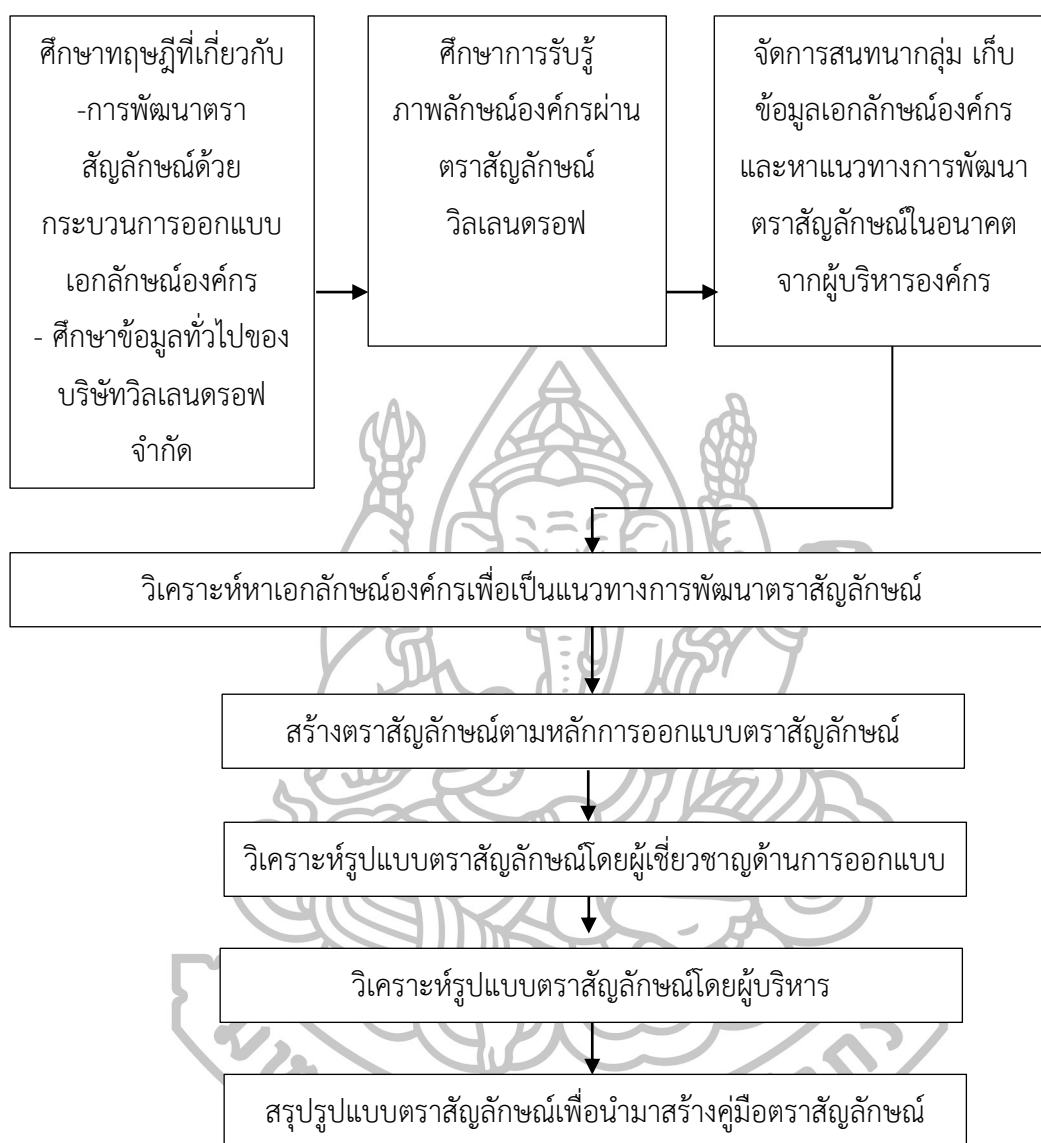 ศึกษาทฤษฎีที่เกี่ยวกับ
-การพัฒนาตรา
สัญลักษณ์ด้วย
กระบวนการออกแบบ
เอกลักษณ์องค์กร
- ศึกษาข้อมูลทั่วไปของ
บริษัทวิลเลนดรอฟ
จำกัด
ศึกษาการรับรู้
ภาพลักษณ์องค์กรผ่าน
ตราสัญลักษณ์
วิลเลนดรอฟ
จัดการสนทนากลุ่ม เก็บ
ข้อมูลเอกลักษณ์องค์กร
และหาแนวทางการพัฒนา
ตราสัญลักษณ์ในอนาคต
จากผู้บริหารองค์กร
วิเคราะห์หาเอกลักษณ์องค์กรเพื่อเป็นแนวทางการพัฒนาตราสัญลักษณ์
สร้างตราสัญลักษณ์ตามหลักการออกแบบตราสัญลักษณ์
วิเคราะห์รูปแบบตราสัญลักษณ์โดยผู้เชี่ยวชาญด้านการออกแบบ
วิเคราะห์รูปแบบตราสัญลักษณ์โดยผู้บริหาร
สรุปรูปแบบตราสัญลักษณ์เพื่อนำมาสร้างคู่มือตราสัญลักษณ์